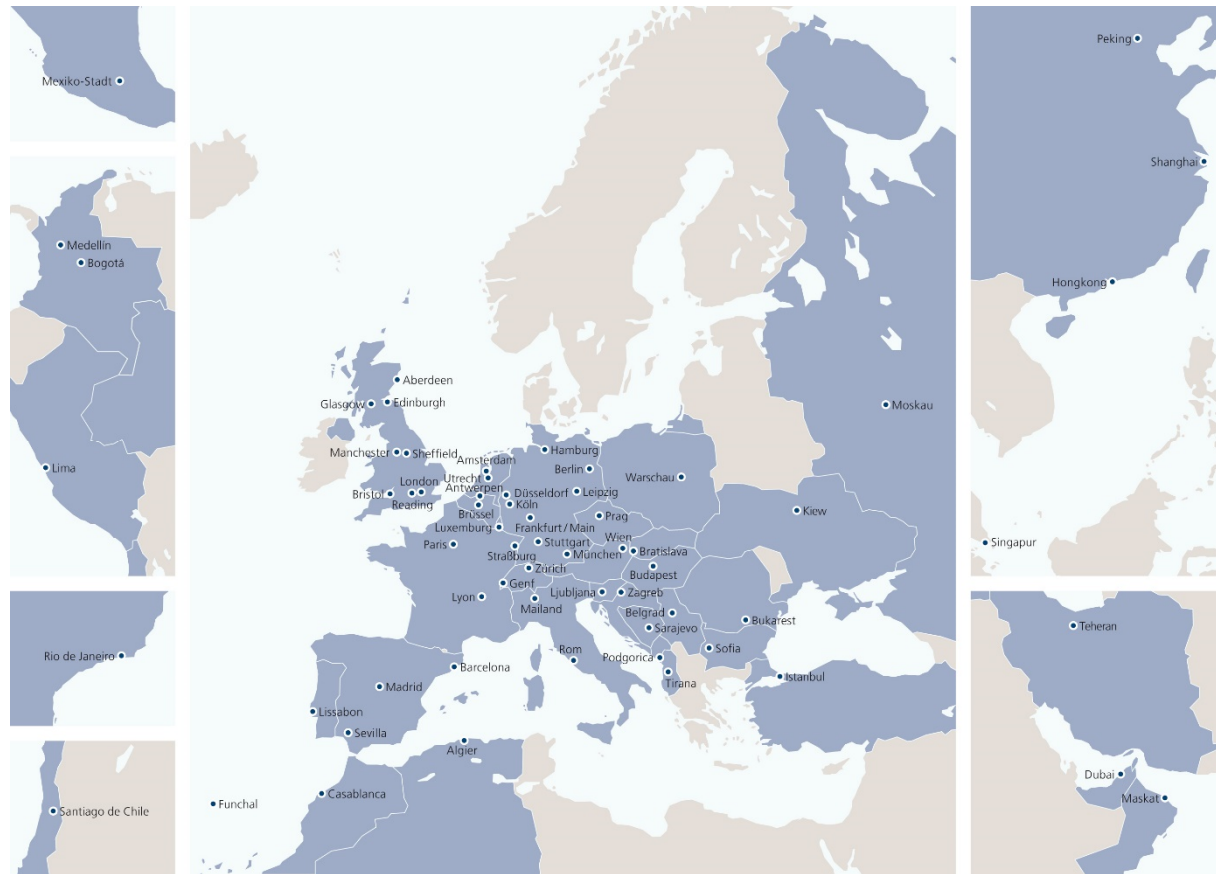 Mexiko-Stadt
Medellín
Bogotá
Lima
Rio de Janeiro
Santiago de Chile
Aberdeen
Glasgow
Edinburgh
Manchester
Sheffield
Bristol
London
Reading
Amsterdam
Utrecht
Antwerpen
Brüssel
Luxemburg
Hamburg
Berlin
Düsseldorf
Leipzig
Köln
Frankfurt / Main
Stuttgart
München
Straßburg
Paris
Zürich
Genf
Lyon
Mailand
Warschau
Prag
Wien
Bratislava
Budapest
Ljubljana
Zagreb
Belgrad
Sarajevo
Bukarest
Sofia
Podgorica
Tirana
Rom
Istanbul
Kiew
Moskau
Barcelona
Madrid
Lissabon
Sevilla
Algier
Casablanca
Funchal
Peking
Shanghai
Hongkong
Singapur
Teheran
Dubai
Maskat